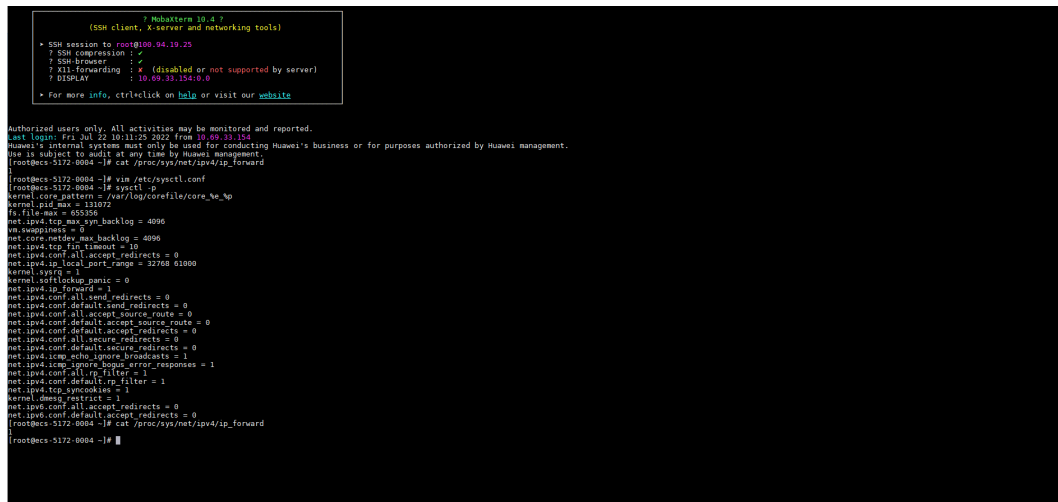 ? MobaXterm 10.4 ?
(SSH client, X-server and networking tools)
➤ SSH session to root@100.94.19.25
? SSH compression : ✔
? SSH-browser : ✔
? X11-forwarding : ✘ (disabled or not supported by server)
? DISPLAY : 10.69.33.154:0.0
➤ For more info, ctrl+click on help or visit our website
Authorized users only. All activities may be monitored and reported.
Last login: Fri Jul 22 10:11:25 2022 from 10.69.33.154
Huawei's internal systems must only be used for conducting Huawei's business or for purposes authorized by Huawei management.
Use is subject to audit at any time by Huawei management.
[root@ecs-5172-0004 ~]# cat /proc/sys/net/ipv4/ip_forward
1
[root@ecs-5172-0004 ~]# vim /etc/sysctl.conf
[root@ecs-5172-0004 ~]# sysctl -p
kernel.core_pattern = /var/log/corefile/core_%e_%p
kernel.pid_max = 131072
fs.file-max = 655356
net.ipv4.tcp_max_syn_backlog = 4096
vm.swappiness = 0
net.core.netdev_max_backlog = 4096
net.ipv4.tcp_fin_timeout = 10
net.ipv4.conf.all.accept_redirects = 0
net.ipv4.ip_local_port_range = 32768 61000
kernel.sysrq = 1
kernel.softlockup_panic = 0
net.ipv4.ip_forward = 1
net.ipv4.conf.all.send_redirects = 0
net.ipv4.conf.default.send_redirects = 0
net.ipv4.conf.all.accept_source_route = 0
net.ipv4.conf.default.accept_source_route = 0
net.ipv4.conf.default.accept_redirects = 0
net.ipv4.conf.all.secure_redirects = 0
net.ipv4.conf.default.secure_redirects = 0
net.ipv4.icmp_echo_ignore_broadcasts = 1
net.ipv4.icmp_ignore_bogus_error_responses = 1
net.ipv4.conf.all.rp_filter = 1
net.ipv4.conf.default.rp_filter = 1
net.ipv4.tcp_syncookies = 1
kernel.dmesg_restrict = 1
net.ipv6.conf.all.accept_redirects = 0
net.ipv6.conf.default.accept_redirects = 0
[root@ecs-5172-0004 ~]# cat /proc/sys/net/ipv4/ip_forward
1
[root@ecs-5172-0004 ~]#